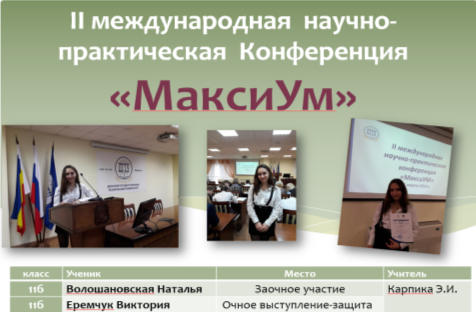 II международная научно-
практическая Конференция
«МаксиУм»
II международная
научно-практическая
конференция
«МаксиУМ»
класс Ученик Место Учитель
11б Волошановская Наталья Заочное участие Карпика Э.И.
11б Еремчук Виктория Очное выступление-защита